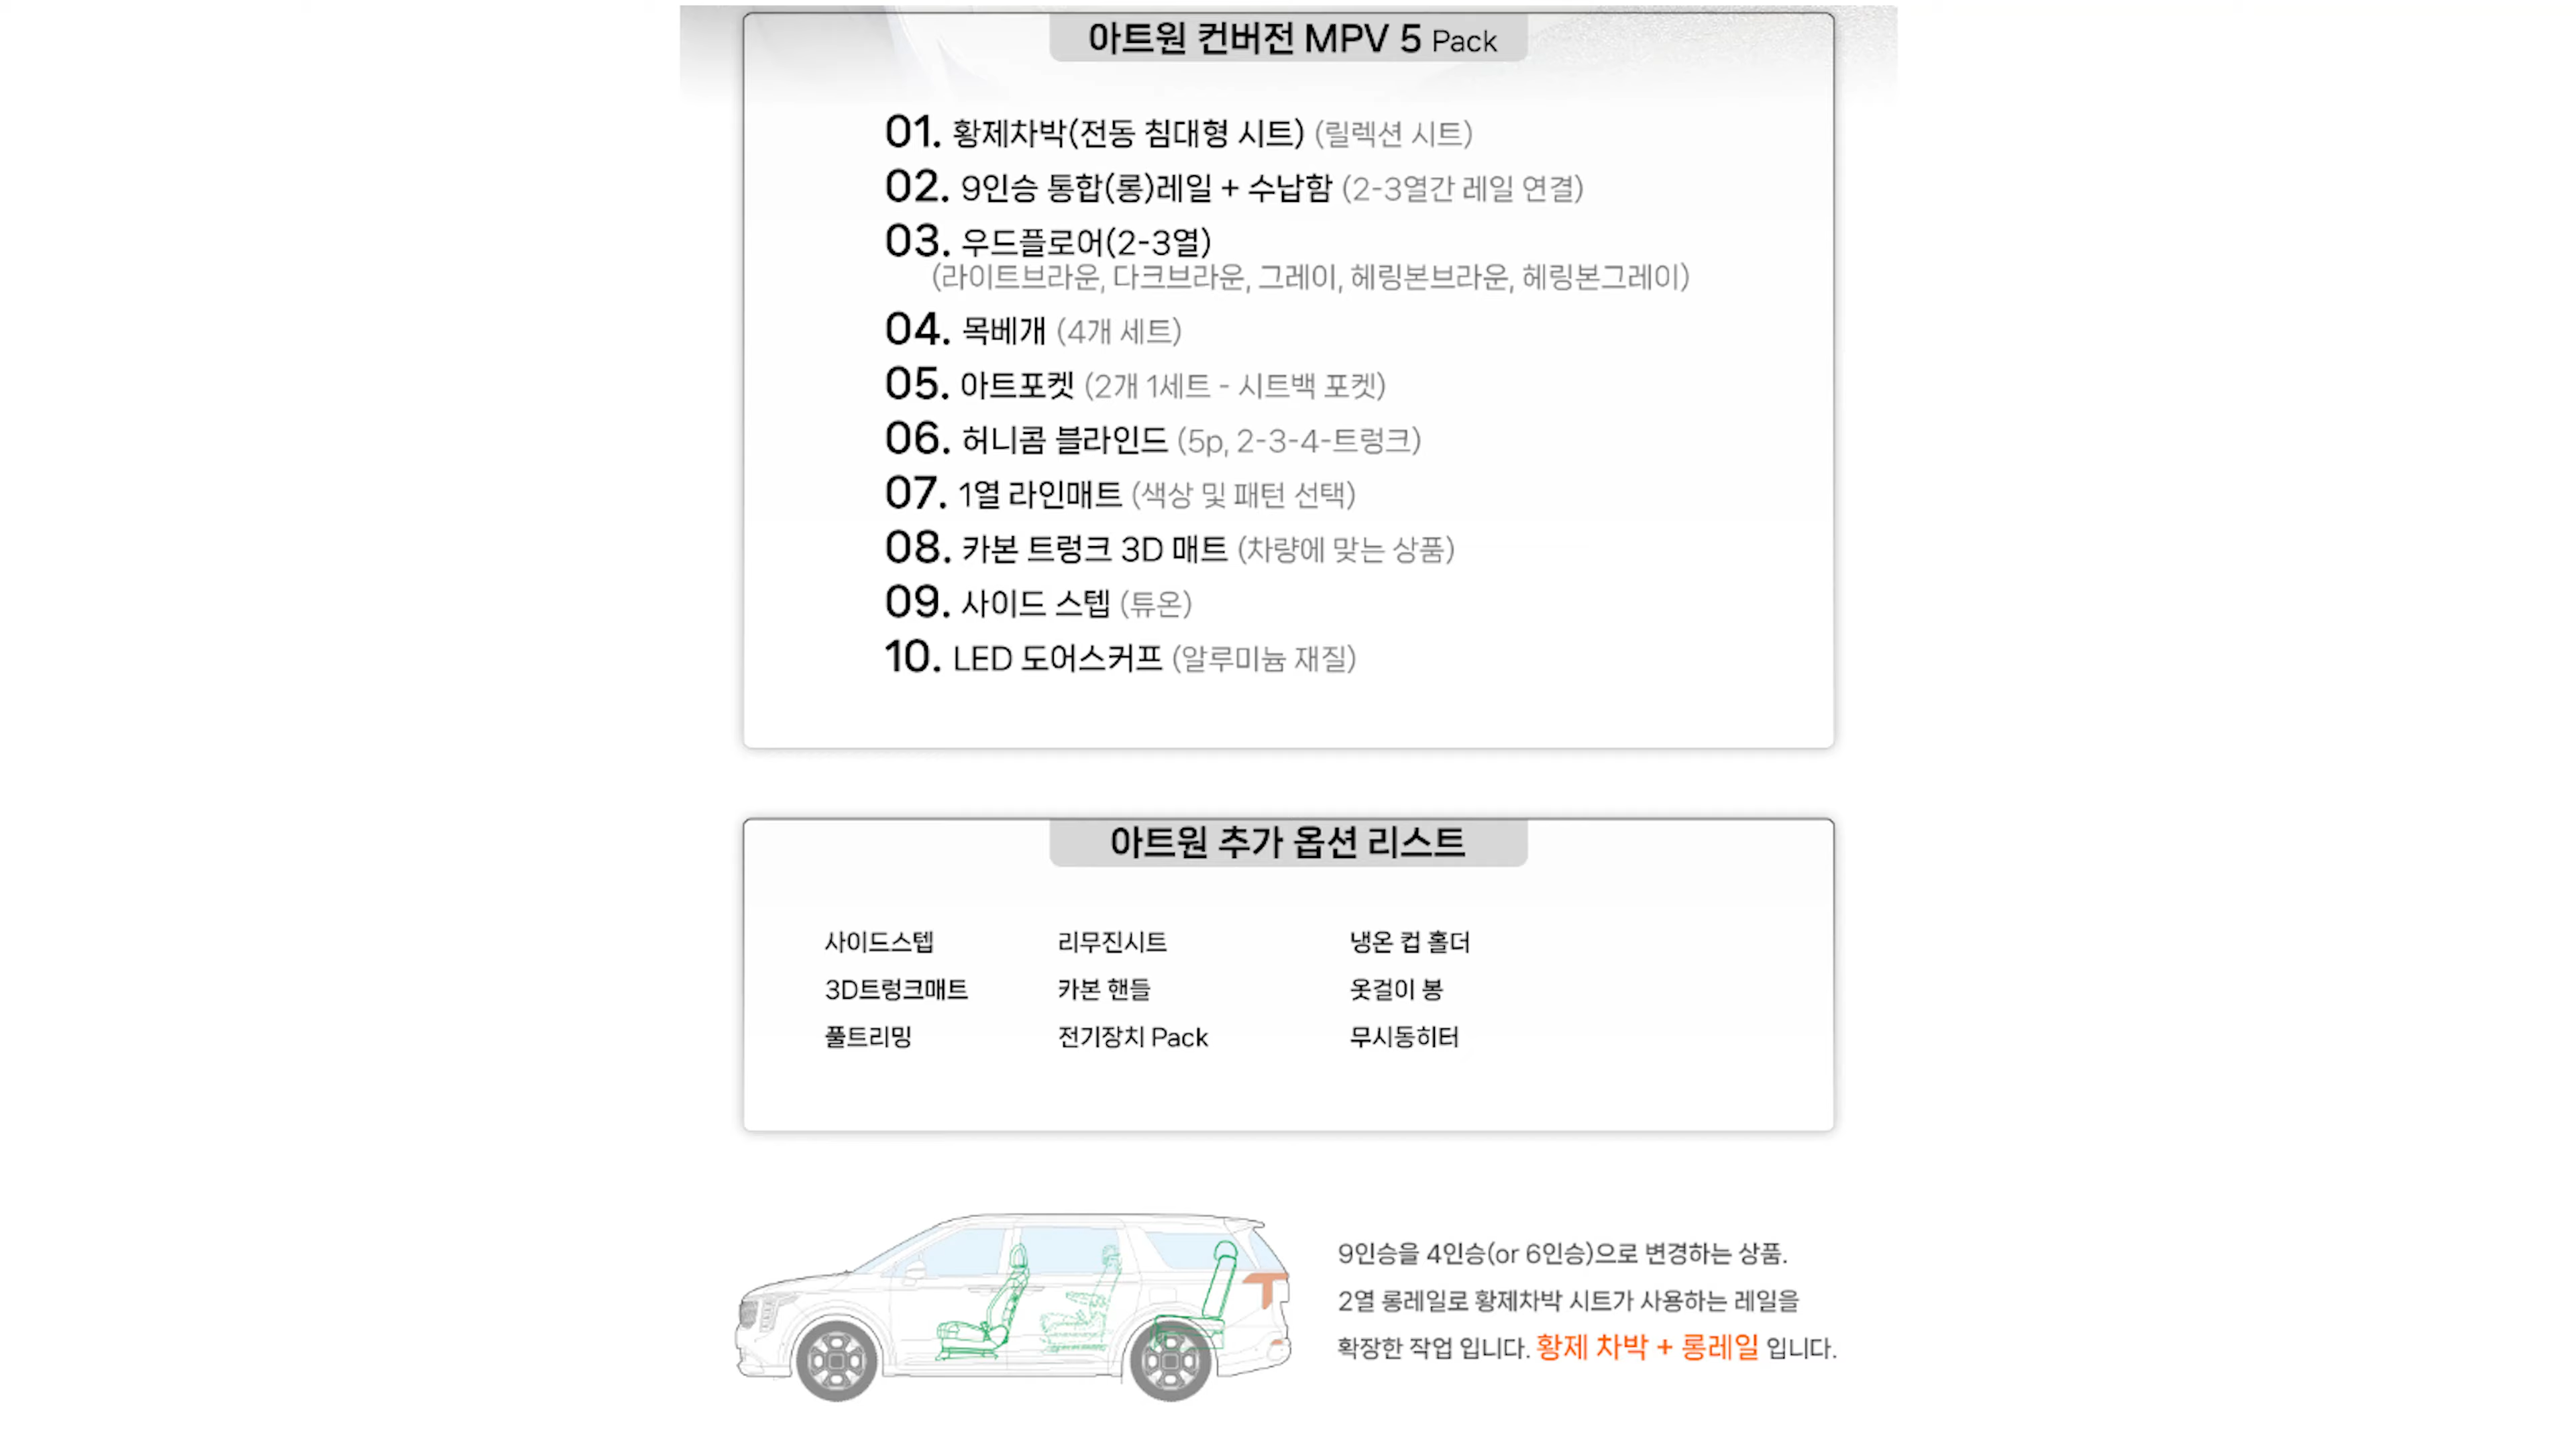 아트원 컨버전 MPV 5 Pack
01. 황제차박(전동 침대형 시트) (릴렉션 시트)
02. 9인승 통합(롱)레일 + 수납함 (2-3열간 레일 연결)
03. 우드플로어(2-3열)
(라이트브라운, 다크브라운, 그레이, 헤링본브라운, 헤링본그레이)
04. 목베개 (4개 세트)
05. 아트포켓 (2개 1세트 - 시트백 포켓)
06. 허니콤 블라인드 (5p, 2-3-4-트렁크)
07. 1열 라인매트 (색상 및 패턴 선택)
08. 카본 트렁크 3D 매트 (차량에 맞는 상품)
09. 사이드 스텝 (튜온)
10. LED 도어스커프 (알루미늄 재질)
아트원 추가 옵션 리스트
사이드스텝 리무진시트 냉온 컵 홀더
3D트렁크매트 카본 핸들 옷걸이 봉
풀트리밍 전기장치 Pack 무시동히터
9인승을 4인승(or 6인승)으로 변경하는 상품.
2열 롱레일로 황제차박 시트가 사용하는 레일을
확장한 작업 입니다. 황제 차박 + 롱레일 입니다.